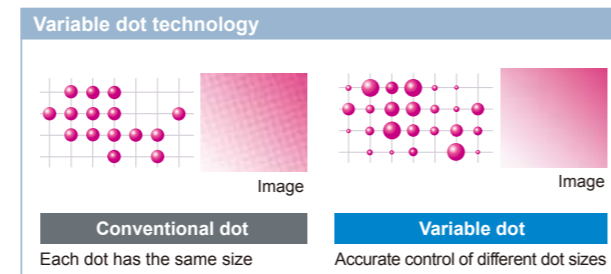 Variable dot technology
Image
Image
Conventional dot
Variable dot
Each dot has the same size
Accurate control of different dot sizes